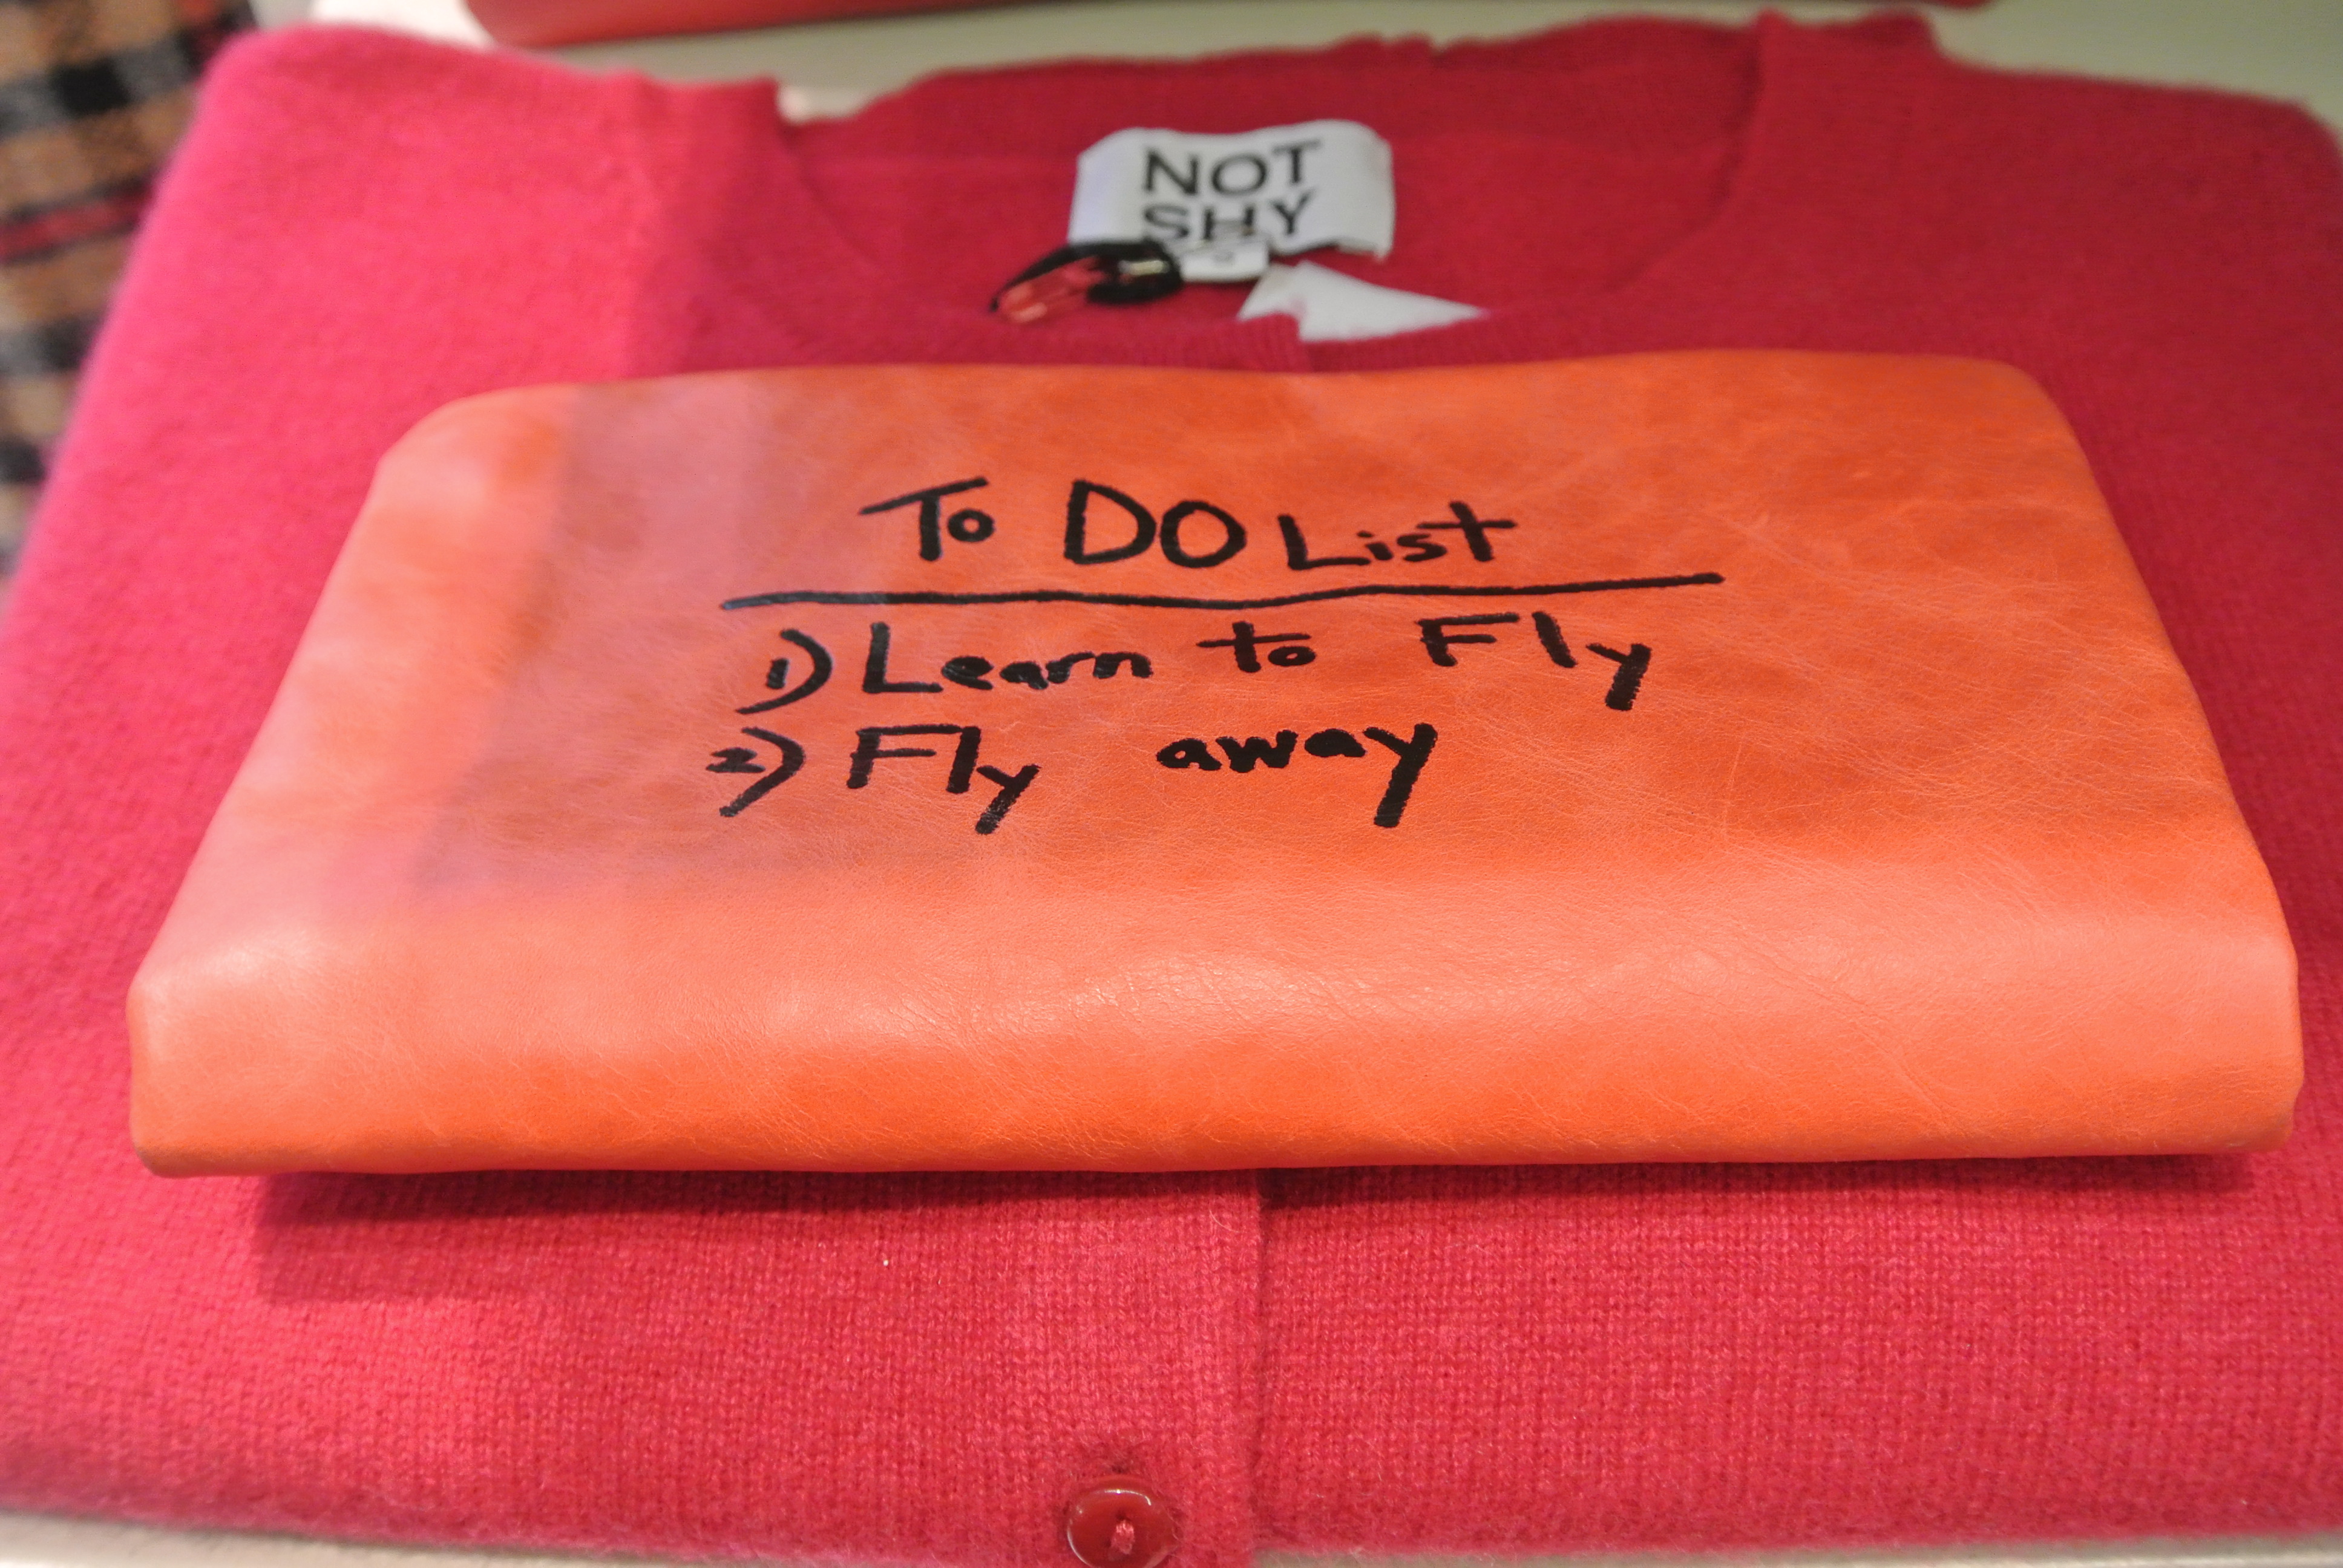 NOT
SHY
To DO List
1) Learn to Fly
2) Fly away